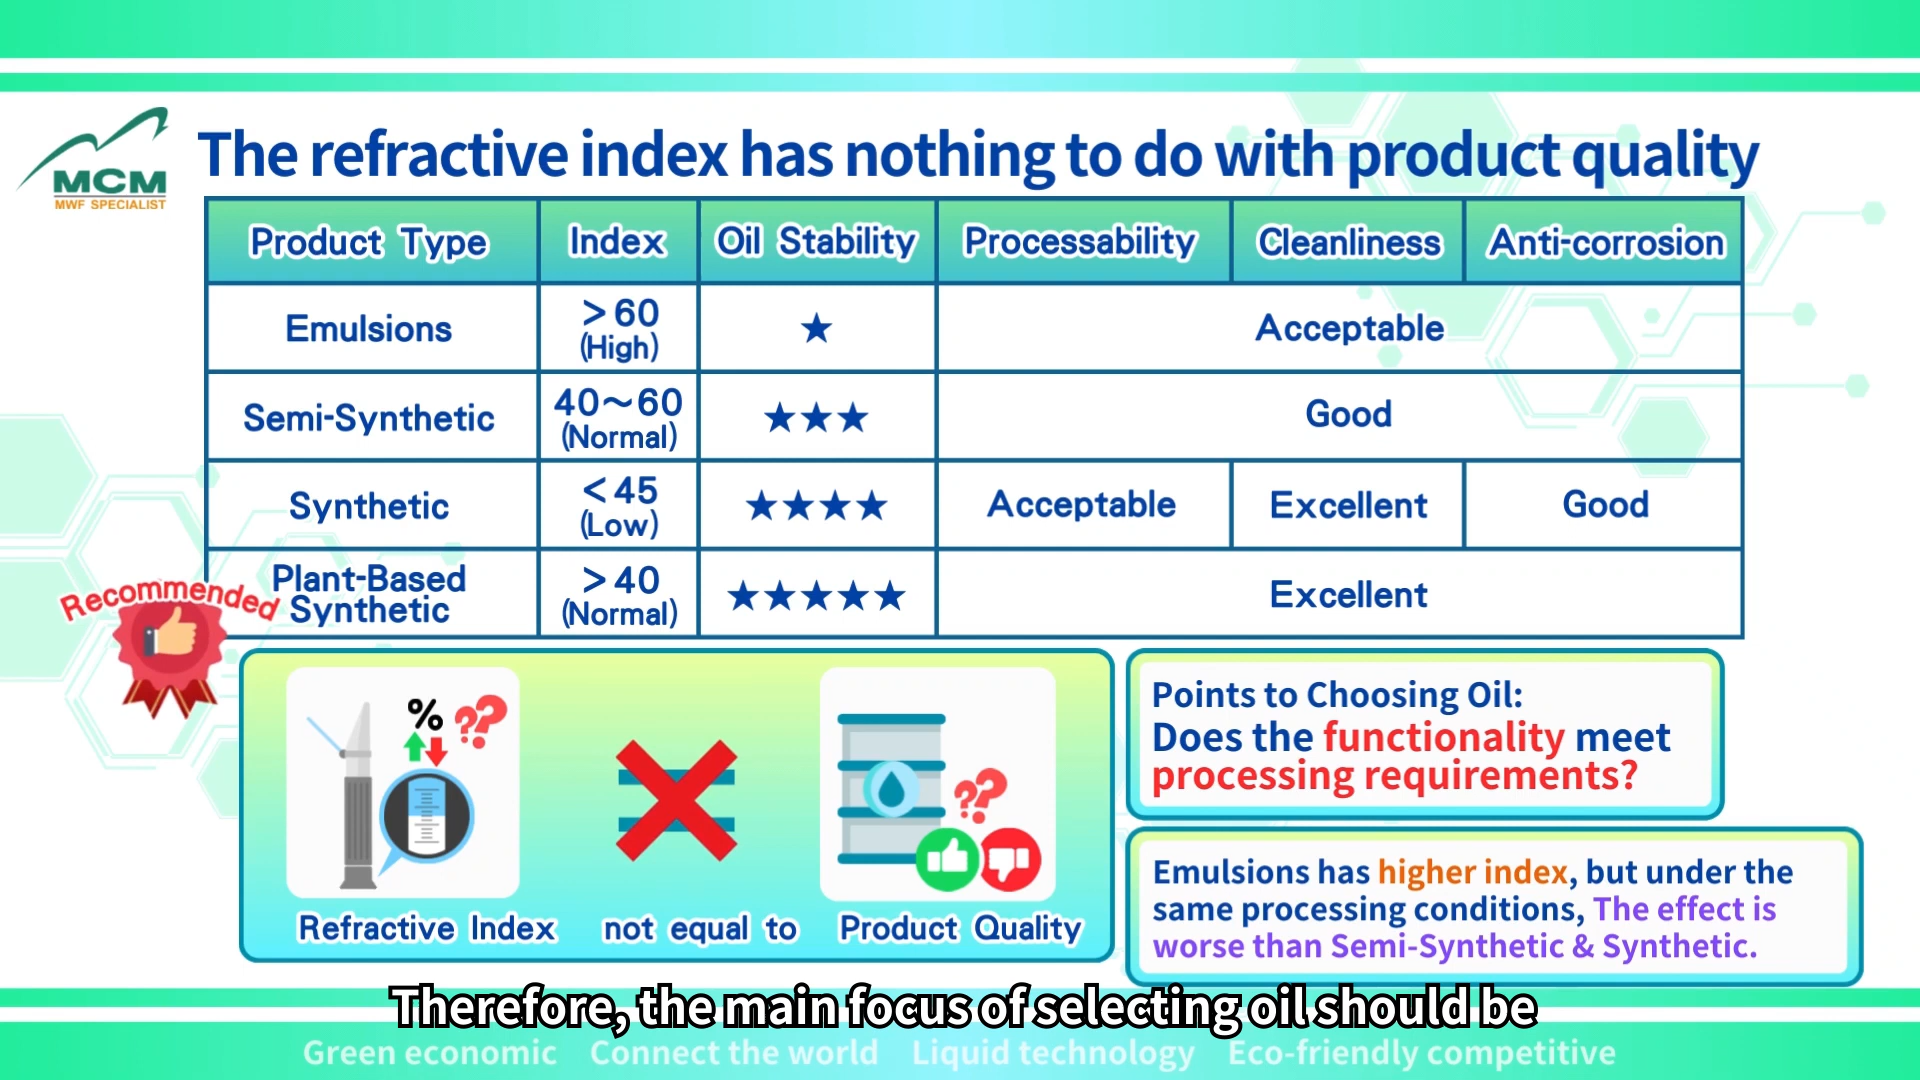 MCM
MWF SPECIALIST
The refractive index has nothing to do with product quality
Product Type
Index
Oil Stability
Processability
Cleanliness
Anti-corrosion
Emulsions
> 60
(High)
★
Acceptable
Semi-Synthetic
40～60
(Normal)
★★★
Good
Synthetic
< 45
(Low)
★★★★
Acceptable
Excellent
Good
Recommended
Plant-Based
Synthetic
> 40
(Normal)
★★★★★
Excellent
%
??
Refractive Index
not equal to
??
Product Quality
Points to Choosing Oil:
Does the functionality meet
processing requirements?
Emulsions has higher index, but under the
same processing conditions, The effect is
worse than Semi-Synthetic & Synthetic.
Therefore, the main focus of selecting oil should be
Green economic Connect the world Liquid technology Eco-friendly competitive